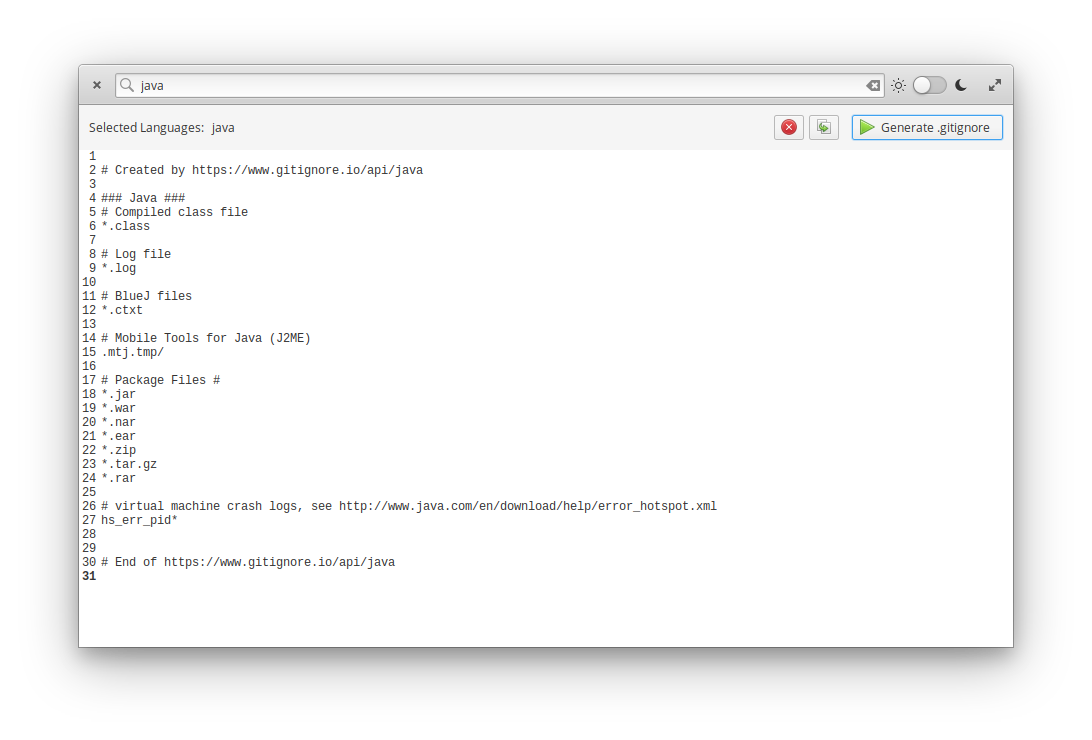 java
Selected Languages: java
Generate .gitignore
1
2 # Created by https://www.gitignore.io/api/java
3
4 ### Java ###
5 # Compiled class file
6 *.class
7
8 # Log file
9 *.log
10
11 # BlueJ files
12 *.ctxt
13
14 # Mobile Tools for Java (J2ME)
15 .mtj.tmp/
16
17 # Package Files #
18 *.jar
19 *.war
20 *.nar
21 *.ear
22 *.zip
23 *.tar.gz
24 *.rar
25
26 # virtual machine crash logs, see http://www.java.com/en/download/help/error_hotspot.xml
27 hs_err_pid*
28
29
30 # End of https://www.gitignore.io/api/java
31